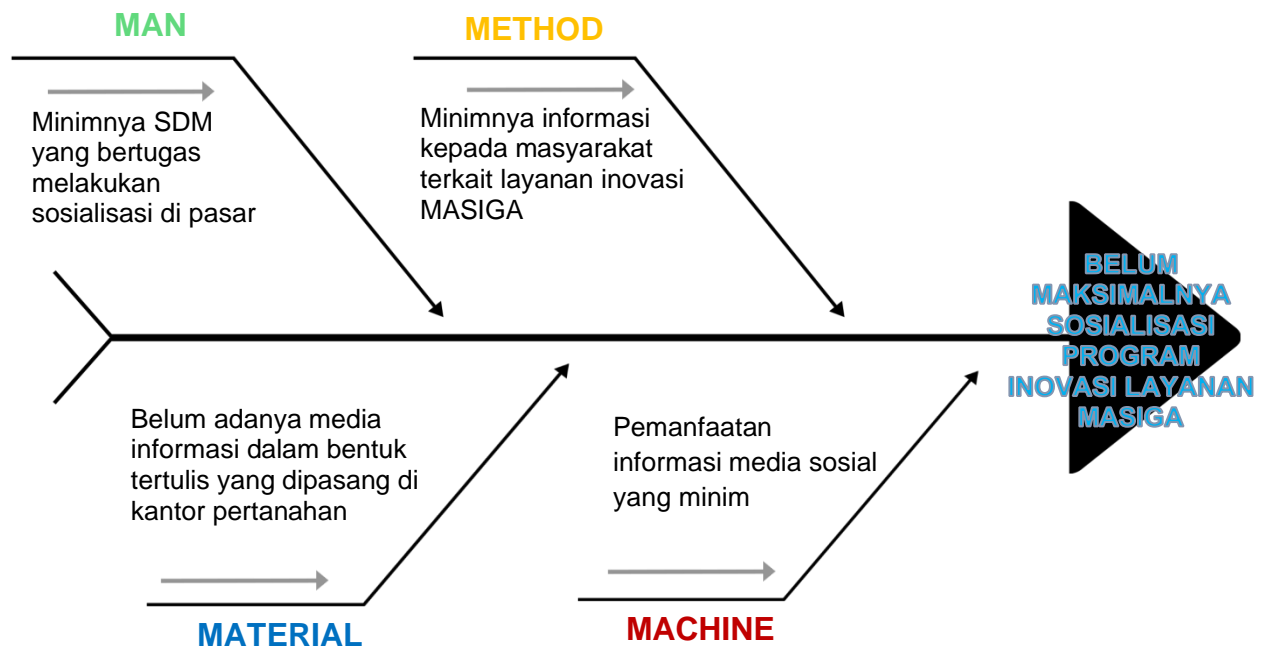 MAN
Minimnya SDM
yang bertugas
melakukan
sosialisasi di pasar
METHOD
Minimnya informasi
kepada masyarakat
terkait layanan inovasi
MASIGA
BELUM
MAKSIMALNYA
SOSIALISASI
PROGRAM
INOVASI LAYANAN
MASIGA
Belum adanya media
informasi dalam bentuk
tertulis yang dipasang di
kantor pertanahan
MATERIAL
Pemanfaatan
informasi media sosial
yang minim
MACHINE